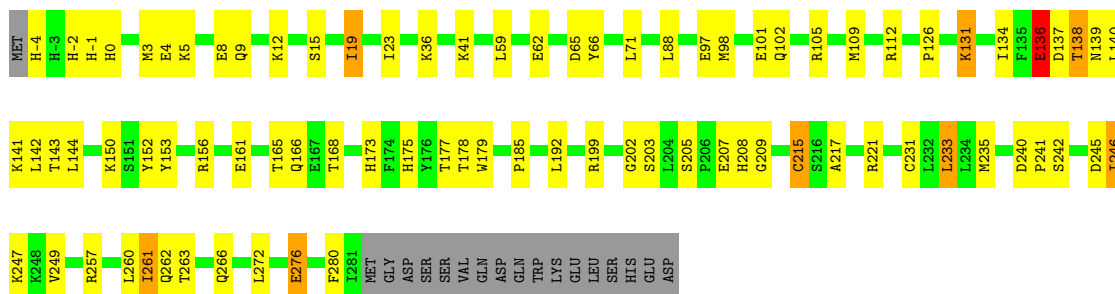 MET H-4 H-3 H-2 H-1 H0 M3 E4 K5 E8 Q9 K12 S15 I19 I23 K36 K41 L59 E62 D65 Y66 L71 L88 E97 M98 E101 Q102 R105 M109 R112 P126 K131 I134 F135 E136 D137 T138 N139 L140
K141 L142 T143 L144 K150 S151 Y152 Y153 R156 E161 T165 Q166 E167 T168 H173 F174 H175 Y176 T177 T178 W179 P185 L192 R199 G202 S203 L204 S205 P206 E207 H208 G209 C215 S216 A217 R221 C231 L232 L233 L234 M235 D240 P241 S242 D245
K247 K248 V249 R257 L260 I261 Q262 T263 Q266 L272 E276 F280 I281 MET GLY ASP SER SER VAL GLN ASP GLN TRP LYS GLU LEU SER HIS GLU ASP